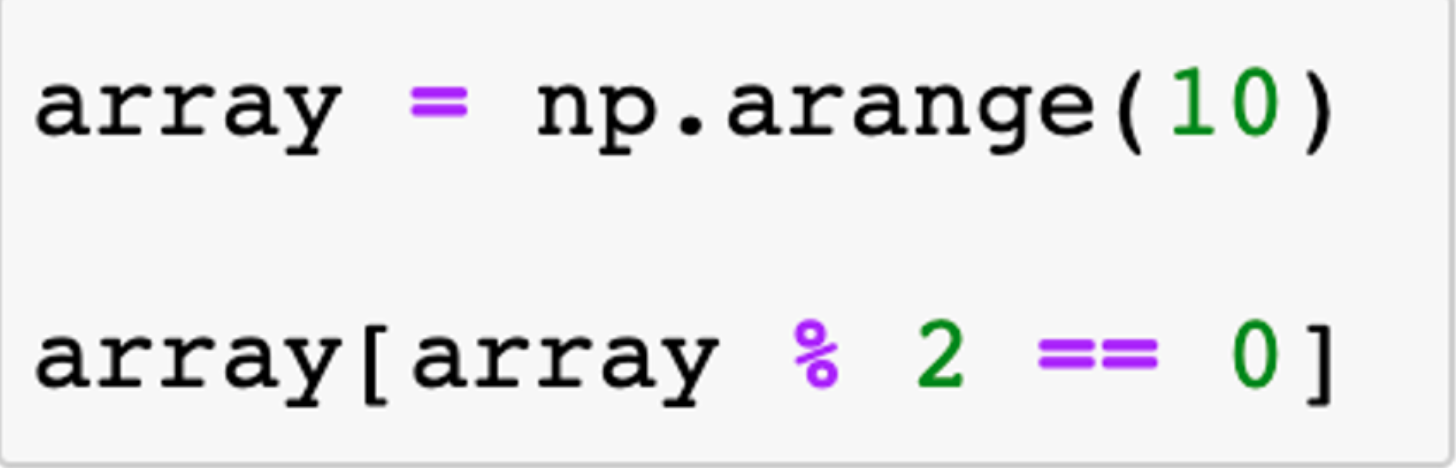 array = np.arange(10)
array[array % 2 == 0]